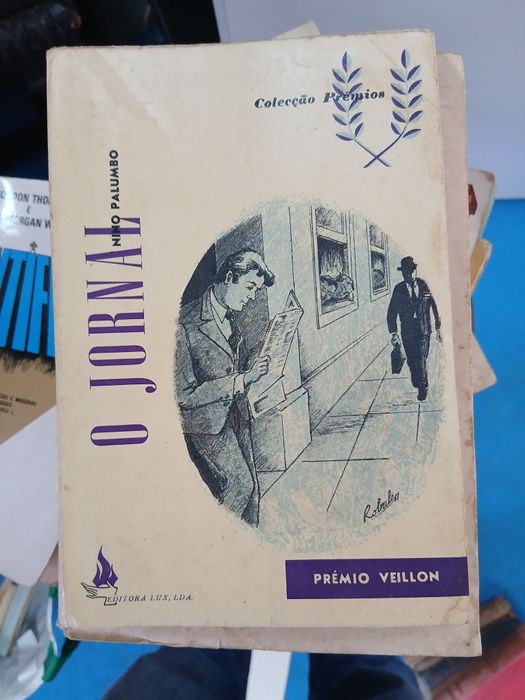 Colecção Prémios
NINO PALUMBO
O JORNAL
PRÉMIO VEILLON
EDITORA LUX, LDA.